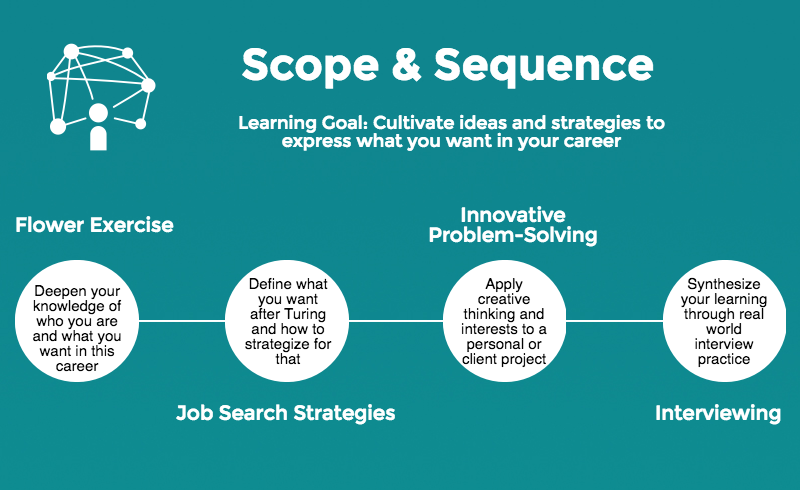 Scope & Sequence
Learning Goal: Cultivate ideas and strategies to
express what you want in your career
Flower Exercise
Deepen your
knowledge of
who you are
and what you
want in this
career
Define what
you want
after Turing
and how to
strategize for
that
Job Search Strategies
Innovative
Problem-Solving
Apply
creative
thinking and
interests to a
personal or
client project
Synthesize
your learning
through real
world
interview
practice
Interviewing